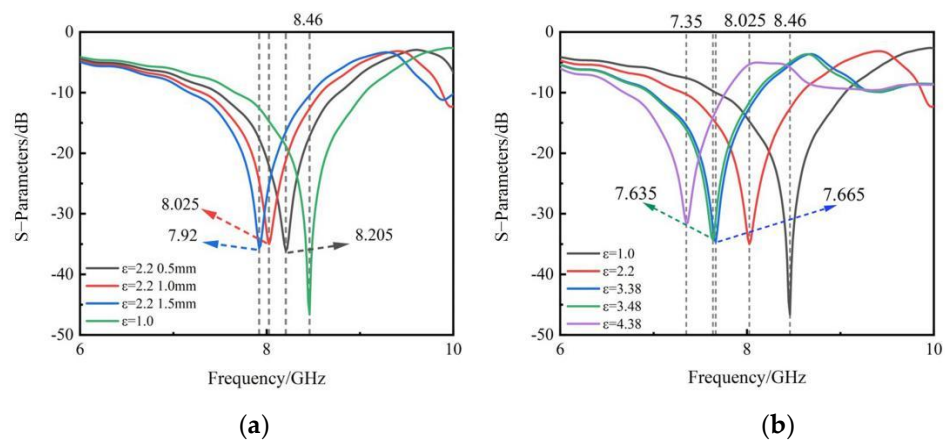 8.46
0
-10
-20
-30
-40
-50
S−Parameters/dB
8.025
7.92
8.205
ε=2.2 0.5mm
ε=2.2 1.0mm
ε=2.2 1.5mm
ε=1.0
6
8
10
Frequency/GHz
(a)
7.35
8.025
8.46
0
-10
-20
-30
-40
-50
S−Parameters/dB
7.635
7.665
ε=1.0
ε=2.2
ε=3.38
ε=3.48
ε=4.38
6
8
10
Frequency/GHz
(b)